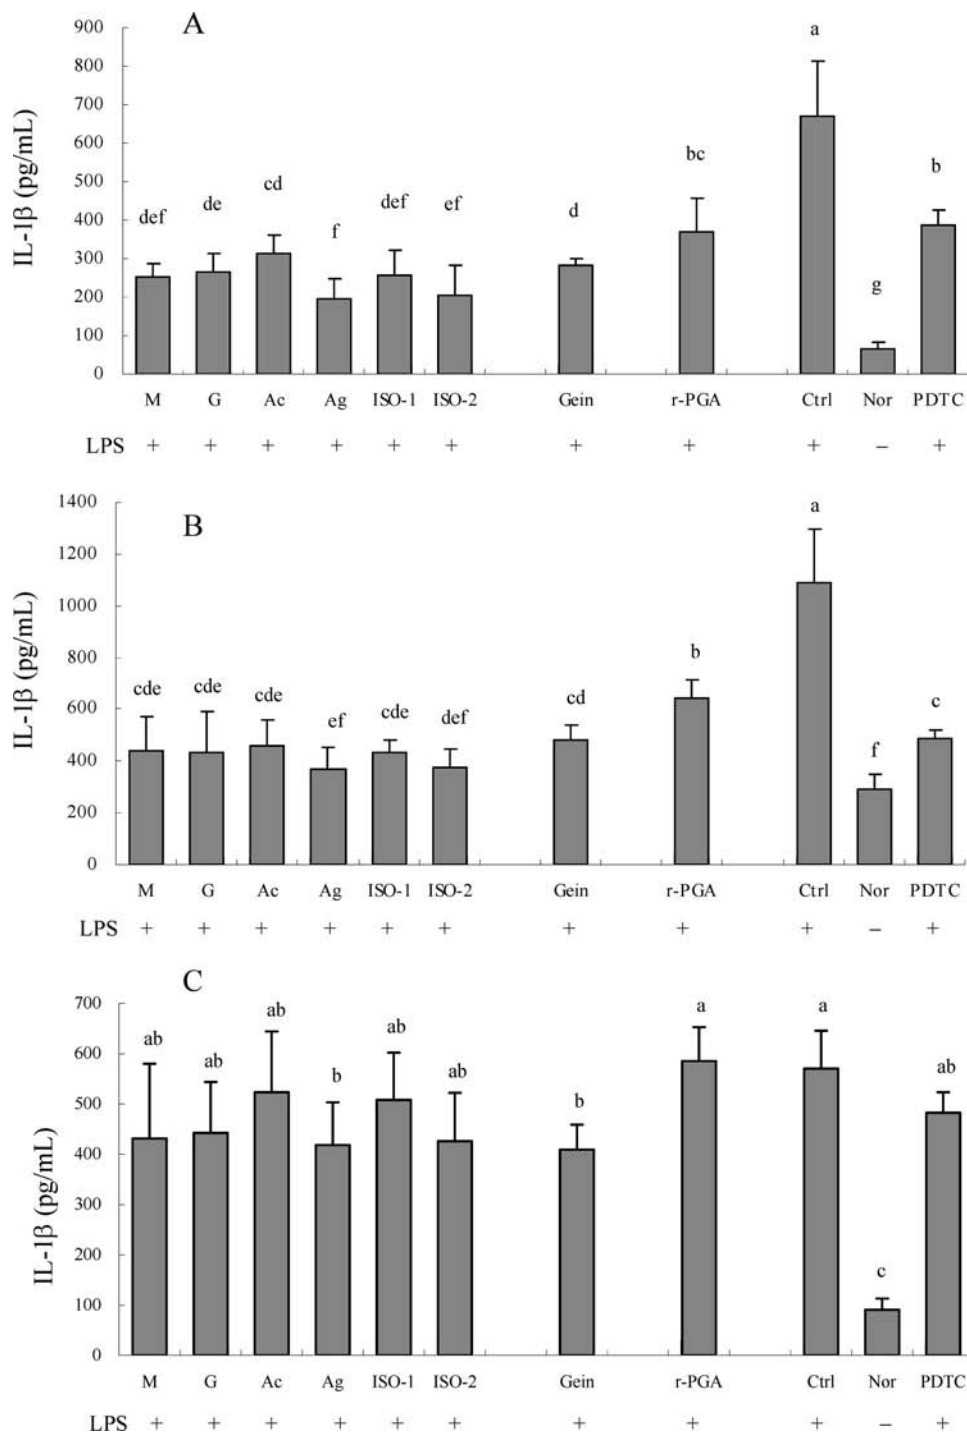 A
900
a
800
700
bc
600
b
500
cd
def
ef
de
400
def
d
f
300
g
200
100
0
IL-1β (pg/mL)
M G Ac Ag ISO-1 ISO-2 Gein r-PGA Ctrl Nor PDTC
LPS + + + + + + + + + – +
B
1400
a
1200
1000
800
b
cde cde cde cde def cd c
600
ef
f
400
200
0
IL-1β (pg/mL)
M G Ac Ag ISO-1 ISO-2 Gein r-PGA Ctrl Nor PDTC
LPS + + + + + + + + + – +
C
700
ab ab a a
ab ab ab ab
600
b b
500
400
300
200
c
100
0
IL-1β (pg/mL)
M G Ac Ag ISO-1 ISO-2 Gein r-PGA Ctrl Nor PDTC
LPS + + + + + + + + + – +